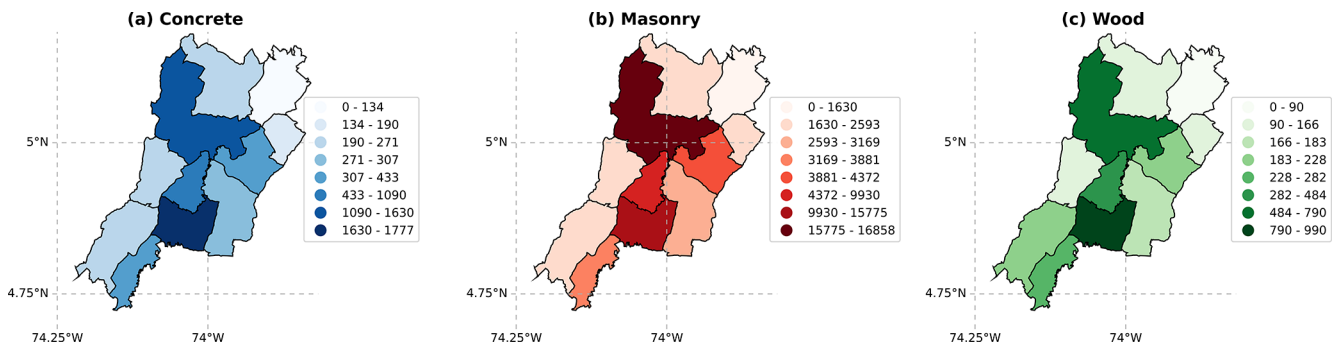 (a) Concrete
(b) Masonry
(c) Wood
0 - 134
134 - 190
190 - 271
271 - 307
307 - 433
433 - 1090
1090 - 1630
1630 - 1777
5°N
4.75°N
74.25°W
74°W
0 - 1630
1630 - 2593
2593 - 3169
3169 - 3881
3881 - 4372
4372 - 9930
9930 - 15775
15775 - 16858
5°N
4.75°N
74.25°W
74°W
0 - 90
90 - 166
166 - 183
183 - 228
228 - 282
282 - 484
484 - 790
790 - 990
5°N
4.75°N
74.25°W
74°W